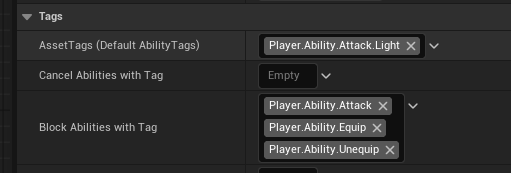 Tags
AssetTags (Default AbilityTags)
Player.Ability.Attack.Light
Cancel Abilities with Tag
Empty
Block Abilities with Tag
Player.Ability.Attack
Player.Ability.Equip
Player.Ability.Unequip